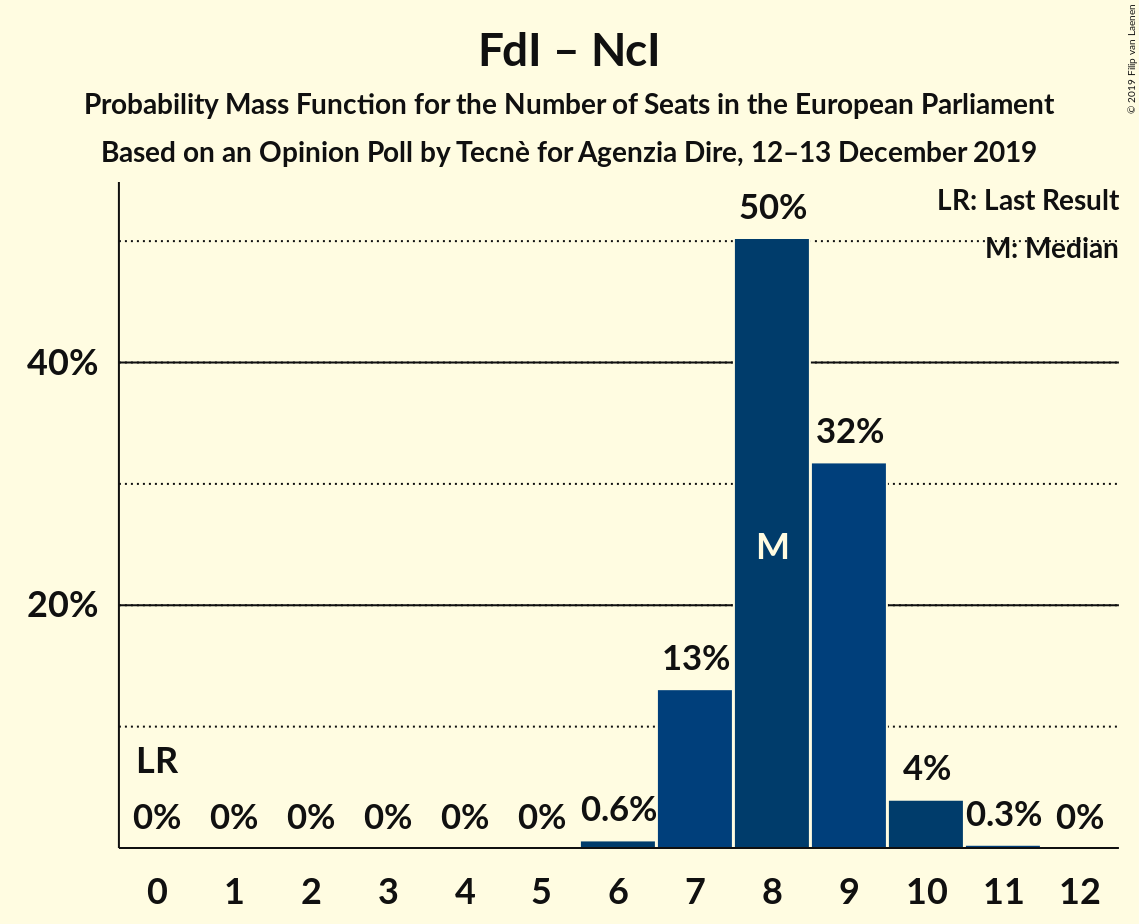 FdI – NcI
Probability Mass Function for the Number of Seats in the European Parliament
Based on an Opinion Poll by Tecnè for Agenzia Dire, 12–13 December 2019
© 2019 Filip van Laenen
LR: Last Result
M: Median
50%
40%
32%
M
20%
13%
LR
4%
0% 0% 0% 0% 0% 0% 0.6% 0.3% 0%
0 1 2 3 4 5 6 7 8 9 10 11 12